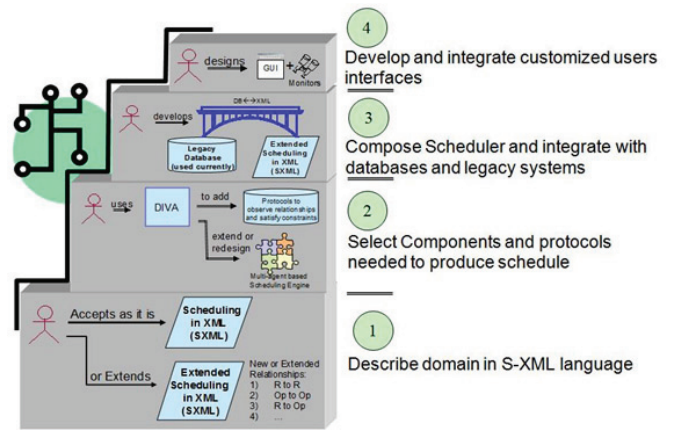 designs
GUI
+
Monitors
4
Develop and integrate customized users
interfaces
DB←→XML
develops
Legacy
Database
(used currently)
Extended
Scheduling
in XML
(SXML)
3
Compose Scheduler and integrate with
databases and legacy systems
uses
DIVA
to add
Protocols to
observe relationships
and satisfy constraints
extend or
redesign
Multi-agent based
Scheduling Engine
2
Select Components and protocols
needed to produce schedule
Accepts as it is
Scheduling
in XML
(SXML)
or Extends
Extended
Scheduling
in XML
(SXML)
New or Extended
Relationships:
1) R to R
2) Op to Op
3) R to Op
4) ...
1
Describe domain in S-XML language